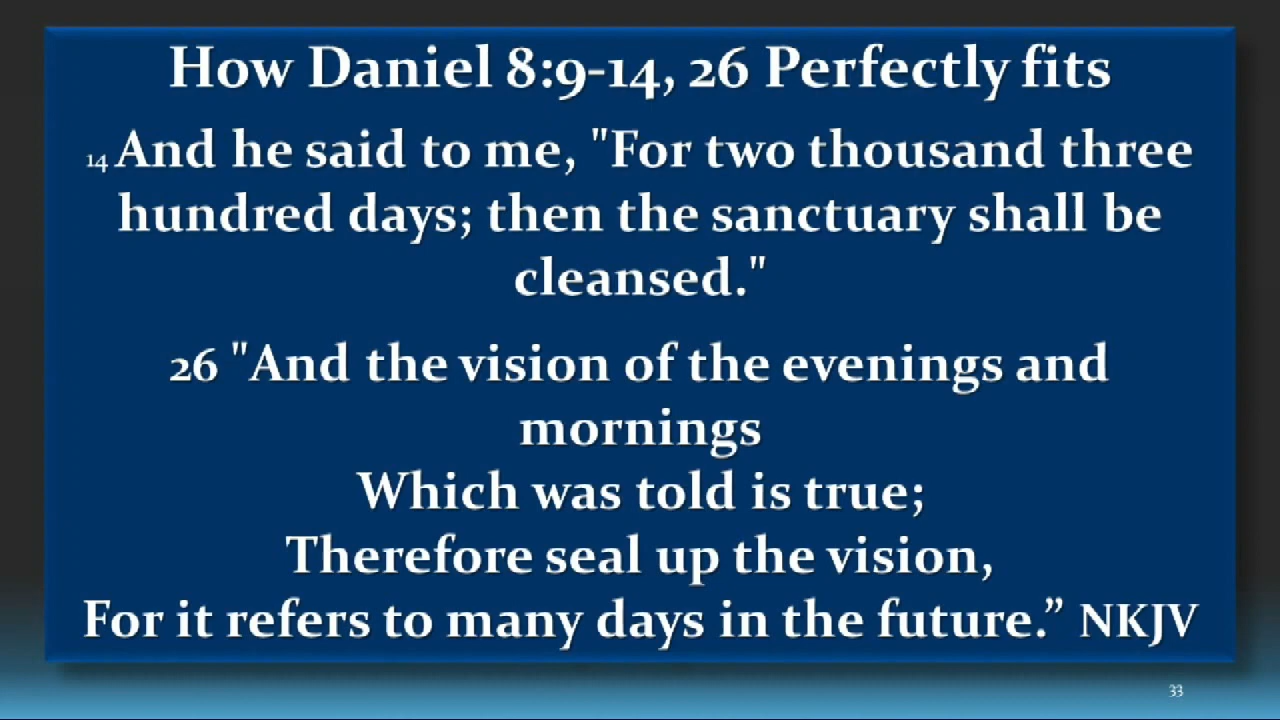 How Daniel 8:9-14, 26 Perfectly fits
14 And he said to me, "For two thousand three
hundred days; then the sanctuary shall be
cleansed."
26 "And the vision of the evenings and
mornings
Which was told is true;
Therefore seal up the vision,
For it refers to many days in the future.” NKJV
33